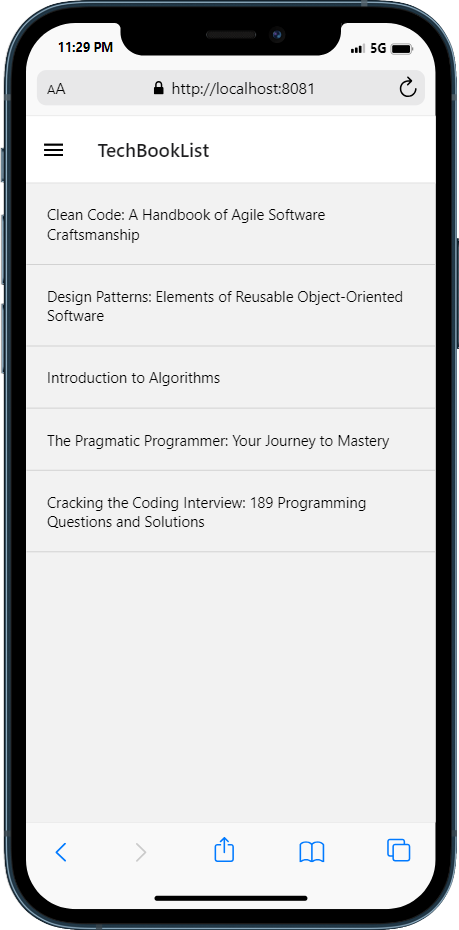 11:29 PM
5G
AA
http://localhost:8081
TechBookList
Clean Code: A Handbook of Agile Software
Craftsmanship
Design Patterns: Elements of Reusable Object-Oriented
Software
Introduction to Algorithms
The Pragmatic Programmer: Your Journey to Mastery
Cracking the Coding Interview: 189 Programming
Questions and Solutions